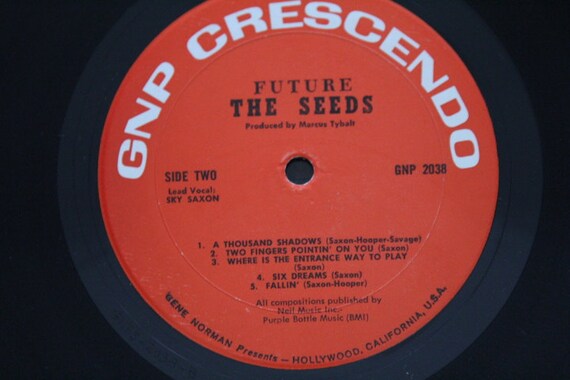 GNP CRESCENDO
FUTURE
THE SEEDS
Produced by Marcus Tybalt
SIDE TWO
GNP 2038
Lead Vocal:
SKY SAXON
1. A THOUSAND SHADOWS (Saxon-Hooper-Savage)
2. TWO FINGERS POINTIN' ON YOU (Saxon)
3. WHERE IS THE ENTRANCE WAY TO PLAY
(Saxon)
4. SIX DREAMS (Saxon)
5. FALLIN' (Saxon-Hooper)
All compositions published by
Neil Music Inc.
Purple Bottle Music (BMI)
GENE NORMAN Presents — HOLLYWOOD, CALIFORNIA, U.S.A.